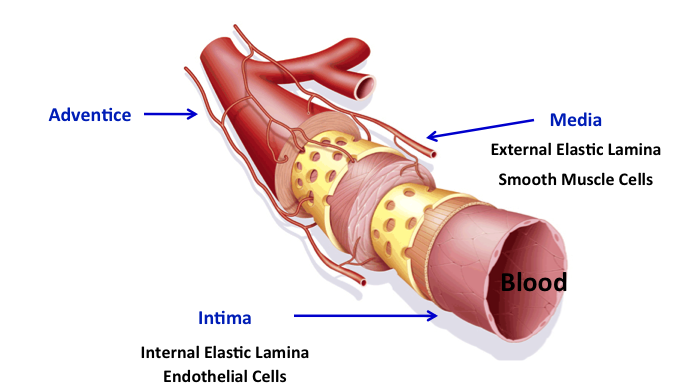 Adventice
Media
External Elastic Lamina
Smooth Muscle Cells
Blood
Intima
Internal Elastic Lamina
Endothelial Cells